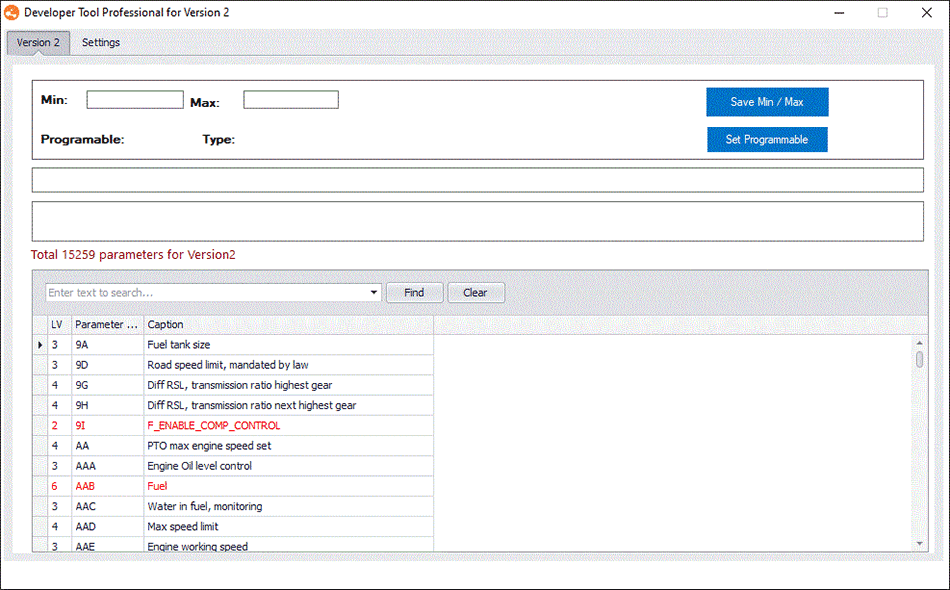 Developer Tool Professional for Version 2
Version 2 Settings
Min: Max: Save Min / Max
Programable: Type: Set Programmable
Total 15259 parameters for Version2
Enter text to search... Find Clear
LV Parameter ... Caption
3 9A Fuel tank size
3 9D Road speed limit, mandated by law
4 9G Diff RSL, transmission ratio highest gear
4 9H Diff RSL, transmission ratio next highest gear
2 9I F_ENABLE_COMP_CONTROL
4 AA PTO max engine speed set
3 AAA Engine Oil level control
6 AAB Fuel
3 AAC Water in fuel, monitoring
4 AAD Max speed limit
3 AAE Engine working speed